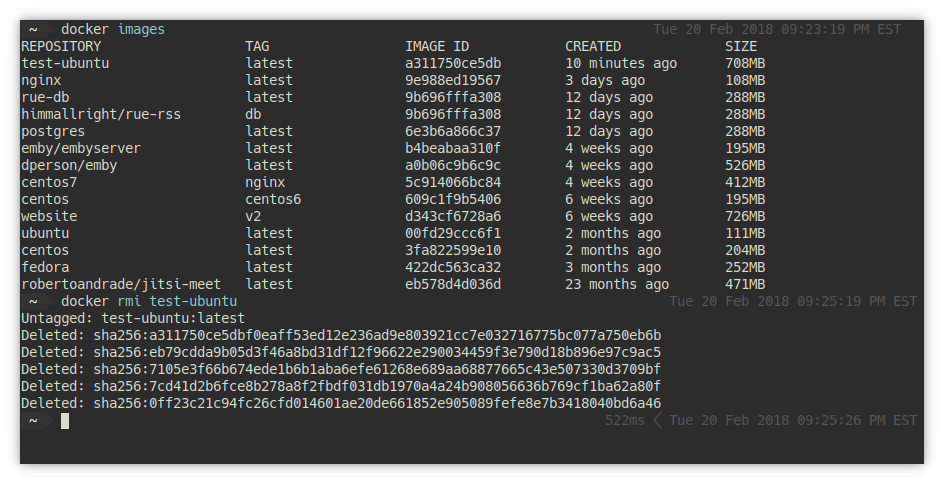 ~ docker images Tue 20 Feb 2018 09:23:19 PM EST
REPOSITORY TAG IMAGE ID CREATED SIZE
test-ubuntu latest a311750ce5db 10 minutes ago 708MB
nginx latest 9e988ed19567 3 days ago 108MB
rue-db latest 9b696fffa308 12 days ago 288MB
himmallright/rue-rss db 9b696fffa308 12 days ago 288MB
postgres latest 6e3b6a866c37 12 days ago 288MB
emby/embyserver latest b4beabaa310f 4 weeks ago 195MB
dperson/emby latest a0b06c9b6c9c 4 weeks ago 526MB
centos7 nginx 5c914066bc84 4 weeks ago 412MB
centos centos6 609c1f9b5406 6 weeks ago 195MB
website v2 d343cf6728a6 6 weeks ago 726MB
ubuntu latest 00fd29ccc6f1 2 months ago 111MB
centos latest 3fa822599e10 2 months ago 204MB
fedora latest 422dc563ca32 3 months ago 252MB
robertoandrade/jitsi-meet latest eb578d4d036d 23 months ago 471MB
~ docker rmi test-ubuntu Tue 20 Feb 2018 09:25:19 PM EST
Untagged: test-ubuntu:latest
Deleted: sha256:a311750ce5dbf0eaff53ed12e236ad9e803921cc7e032716775bc077a750eb6b
Deleted: sha256:eb79cdda9b05d3f46a8bd31df12f96622e290034459f3e790d18b896e97c9ac5
Deleted: sha256:7105e3f66b674ede1b6b1aba6efe61268e689aa68877665c43e507330d3709bf
Deleted: sha256:7cd41d2b6fce8b278a8f2fbdf031db1970a4a24b908056636b769cf1ba62a80f
Deleted: sha256:0ff23c21c94fc26cfd014601ae20de661852e905089fefe8e7b3418040bd6a46
~ 522ms Tue 20 Feb 2018 09:25:26 PM EST